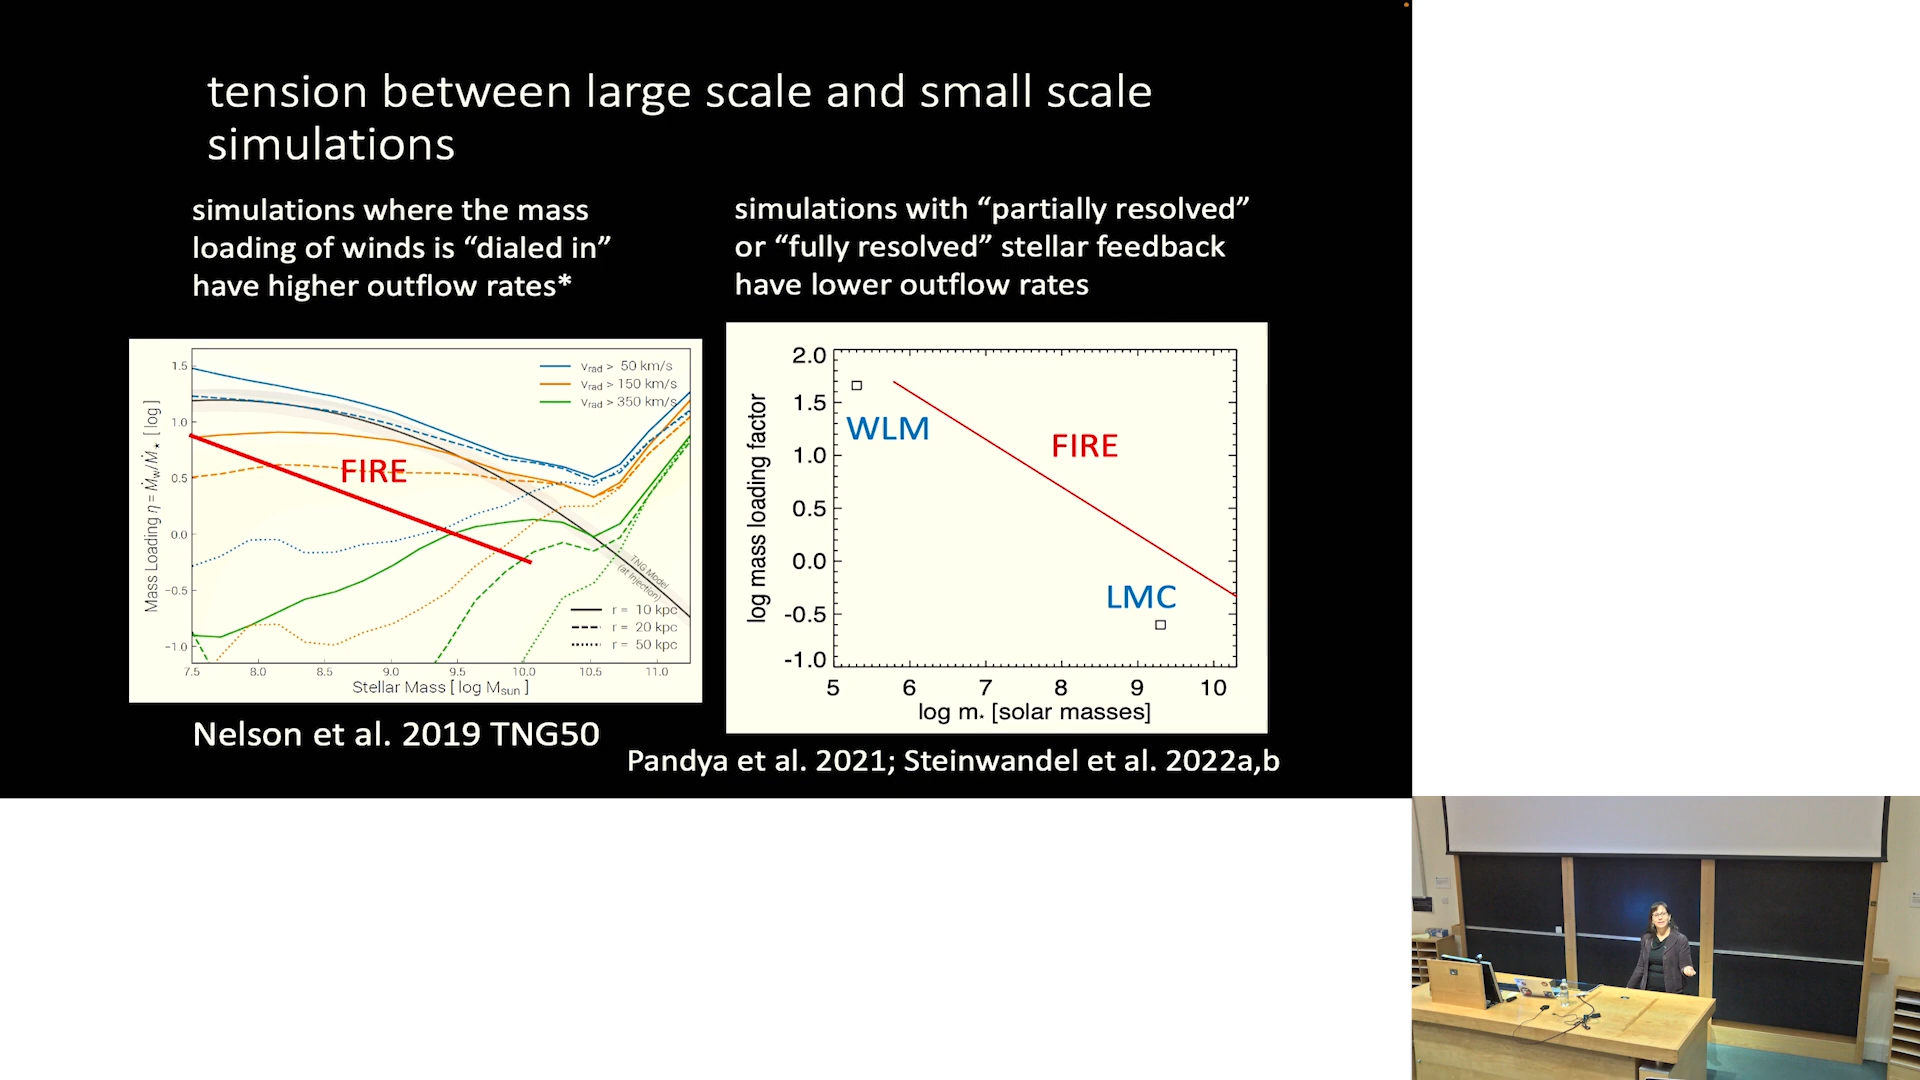 tension between large scale and small scale
simulations
simulations where the mass
loading of winds is “dialed in”
have higher outflow rates*
simulations with “partially resolved”
or “fully resolved” stellar feedback
have lower outflow rates
1.5
1.0
0.5
0.0
−0.5
−1.0
Mass Loading η = Ṁw/Ṁ⋆ [ log ]
vrad > 50 km/s
vrad > 150 km/s
vrad > 350 km/s
FIRE
TNG Model
(at injection)
r = 10 kpc
r = 20 kpc
r = 50 kpc
7.5 8.0 8.5 9.0 9.5 10.0 10.5 11.0
Stellar Mass [ log Msun ]
Nelson et al. 2019 TNG50
2.0
1.5
1.0
0.5
0.0
-0.5
-1.0
log mass loading factor
WLM
FIRE
LMC
5 6 7 8 9 10
log m* [solar masses]
Pandya et al. 2021; Steinwandel et al. 2022a,b